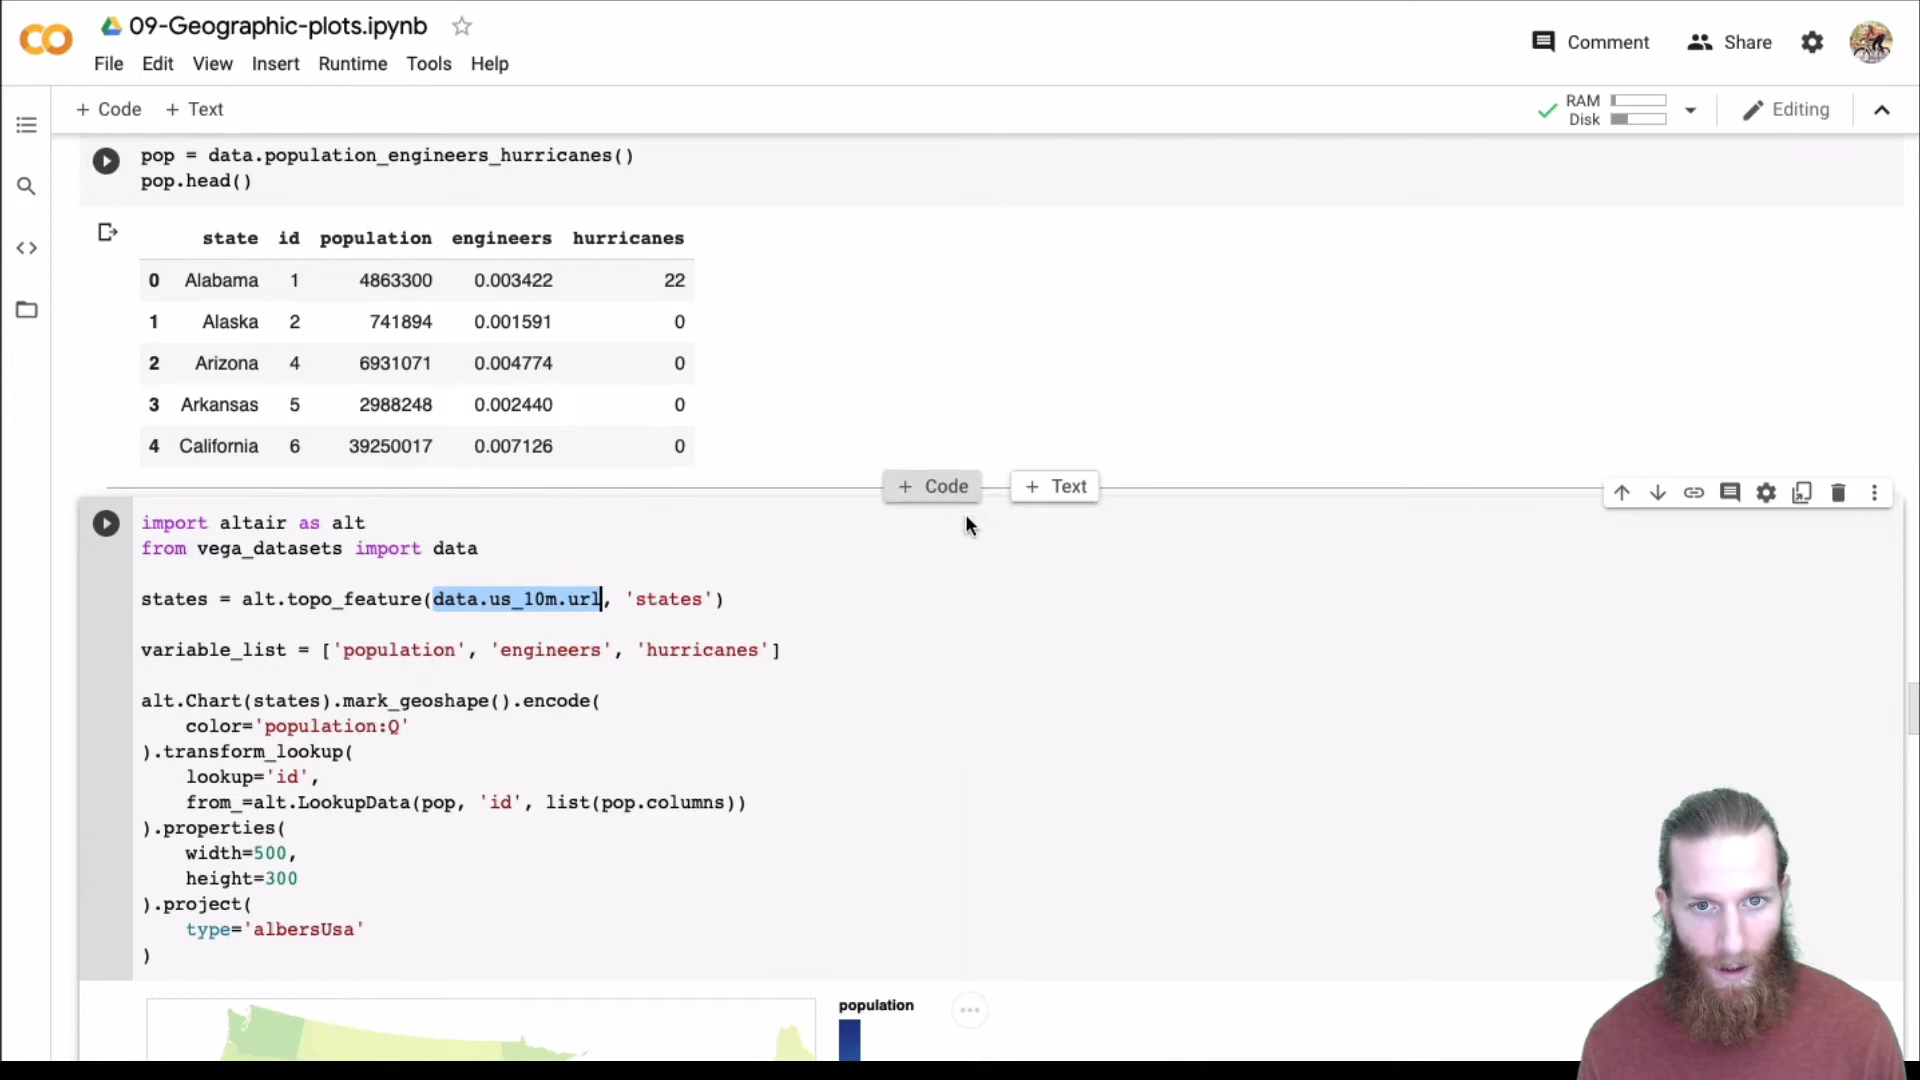 09-Geographic-plots.ipynb
Comment
Share
File Edit View Insert Runtime Tools Help
+ Code + Text
RAM
Disk
Editing
pop = data.population_engineers_hurricanes()
pop.head()
state id population engineers hurricanes
0 Alabama 1 4863300 0.003422 22
1 Alaska 2 741894 0.001591 0
2 Arizona 4 6931071 0.004774 0
3 Arkansas 5 2988248 0.002440 0
4 California 6 39250017 0.007126 0
+ Code + Text
import altair as alt
from vega_datasets import data
states = alt.topo_feature(data.us_10m.url, 'states')
variable_list = ['population', 'engineers', 'hurricanes']
alt.Chart(states).mark_geoshape().encode(
color='population:Q'
).transform_lookup(
lookup='id',
from_=alt.LookupData(pop, 'id', list(pop.columns))
).properties(
width=500,
height=300
).project(
type='albersUsa'
)
population